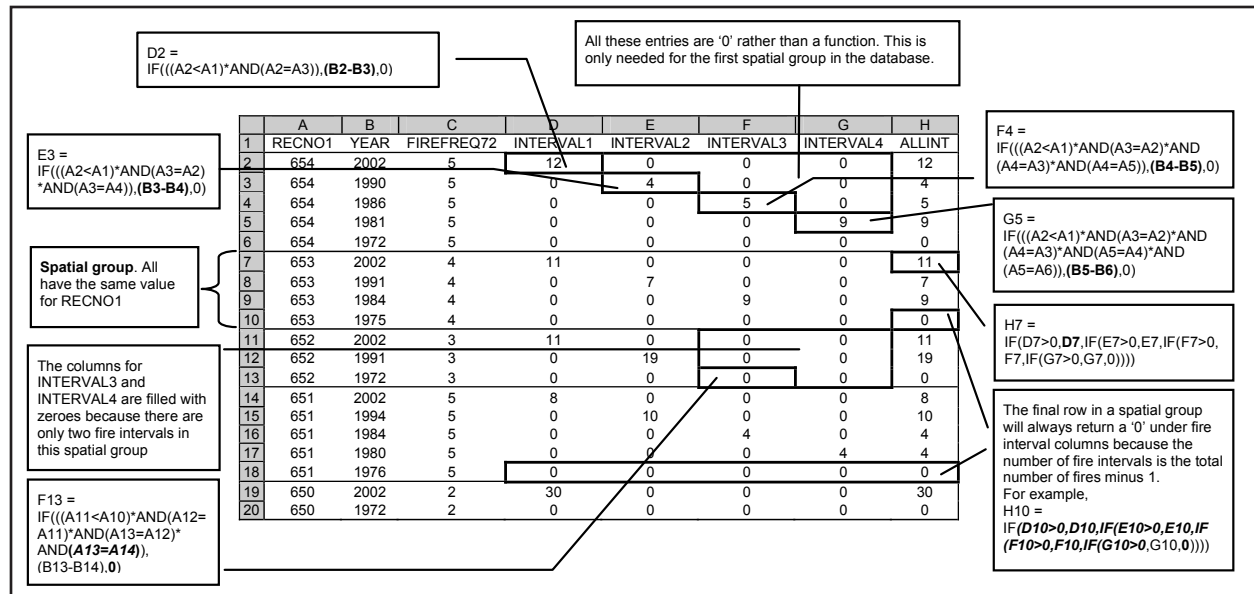 D2 =
IF(((A2<A1)*AND(A2=A3)),(B2-B3),0)
All these entries are ‘0’ rather than a function. This is
only needed for the first spatial group in the database.
E3 =
IF(((A2<A1)*AND(A3=A2)
*AND(A3=A4)),(B3-B4),0)
F4 =
IF(((A2<A1)*AND(A3=A2)*AND
(A4=A3)*AND(A4=A5)),(B4-B5),0)
G5 =
IF(((A2<A1)*AND(A3=A2)*AND
(A4=A3)*AND(A5=A4)*AND
(A5=A6)),(B5-B6),0)
Spatial group. All
have the same value
for RECNO1
H7 =
IF(D7>0,D7,IF(E7>0,E7,IF(F7>0,
F7,IF(G7>0,G7,0))))
The columns for
INTERVAL3 and
INTERVAL4 are filled with
zeroes because there are
only two fire intervals in
this spatial group
The final row in a spatial group
will always return a ‘0’ under fire
interval columns because the
number of fire intervals is the total
number of fires minus 1.
For example,
H10 =
IF(D10>0,D10,IF(E10>0,E10,IF
(F10>0,F10,IF(G10>0,G10,0))))
F13 =
IF(((A11<A10)*AND(A12=
A11)*AND(A13=A12)*
AND(A13=A14)),
(B13-B14),0)
A B C D E F G H
1 RECNO1 YEAR FIREFREQ72 INTERVAL1 INTERVAL2 INTERVAL3 INTERVAL4 ALLINT
2 654 2002 5 12 0 0 0 12
3 654 1990 5 0 4 0 0 4
4 654 1986 5 0 0 5 0 5
5 654 1981 5 0 0 0 9 9
6 654 1972 5 0 0 0 0 0
7 653 2002 4 11 0 0 0 11
8 653 1991 4 0 7 0 0 7
9 653 1984 4 0 0 9 0 9
10 653 1975 4 0 0 0 0 0
11 652 2002 3 11 0 0 0 11
12 652 1991 3 0 19 0 0 19
13 652 1972 3 0 0 0 0 0
14 651 2002 5 8 0 0 0 8
15 651 1994 5 0 10 0 0 10
16 651 1984 5 0 0 4 0 4
17 651 1980 5 0 0 0 4 4
18 651 1976 5 0 0 0 0 0
19 650 2002 2 30 0 0 0 30
20 650 1972 2 0 0 0 0 0